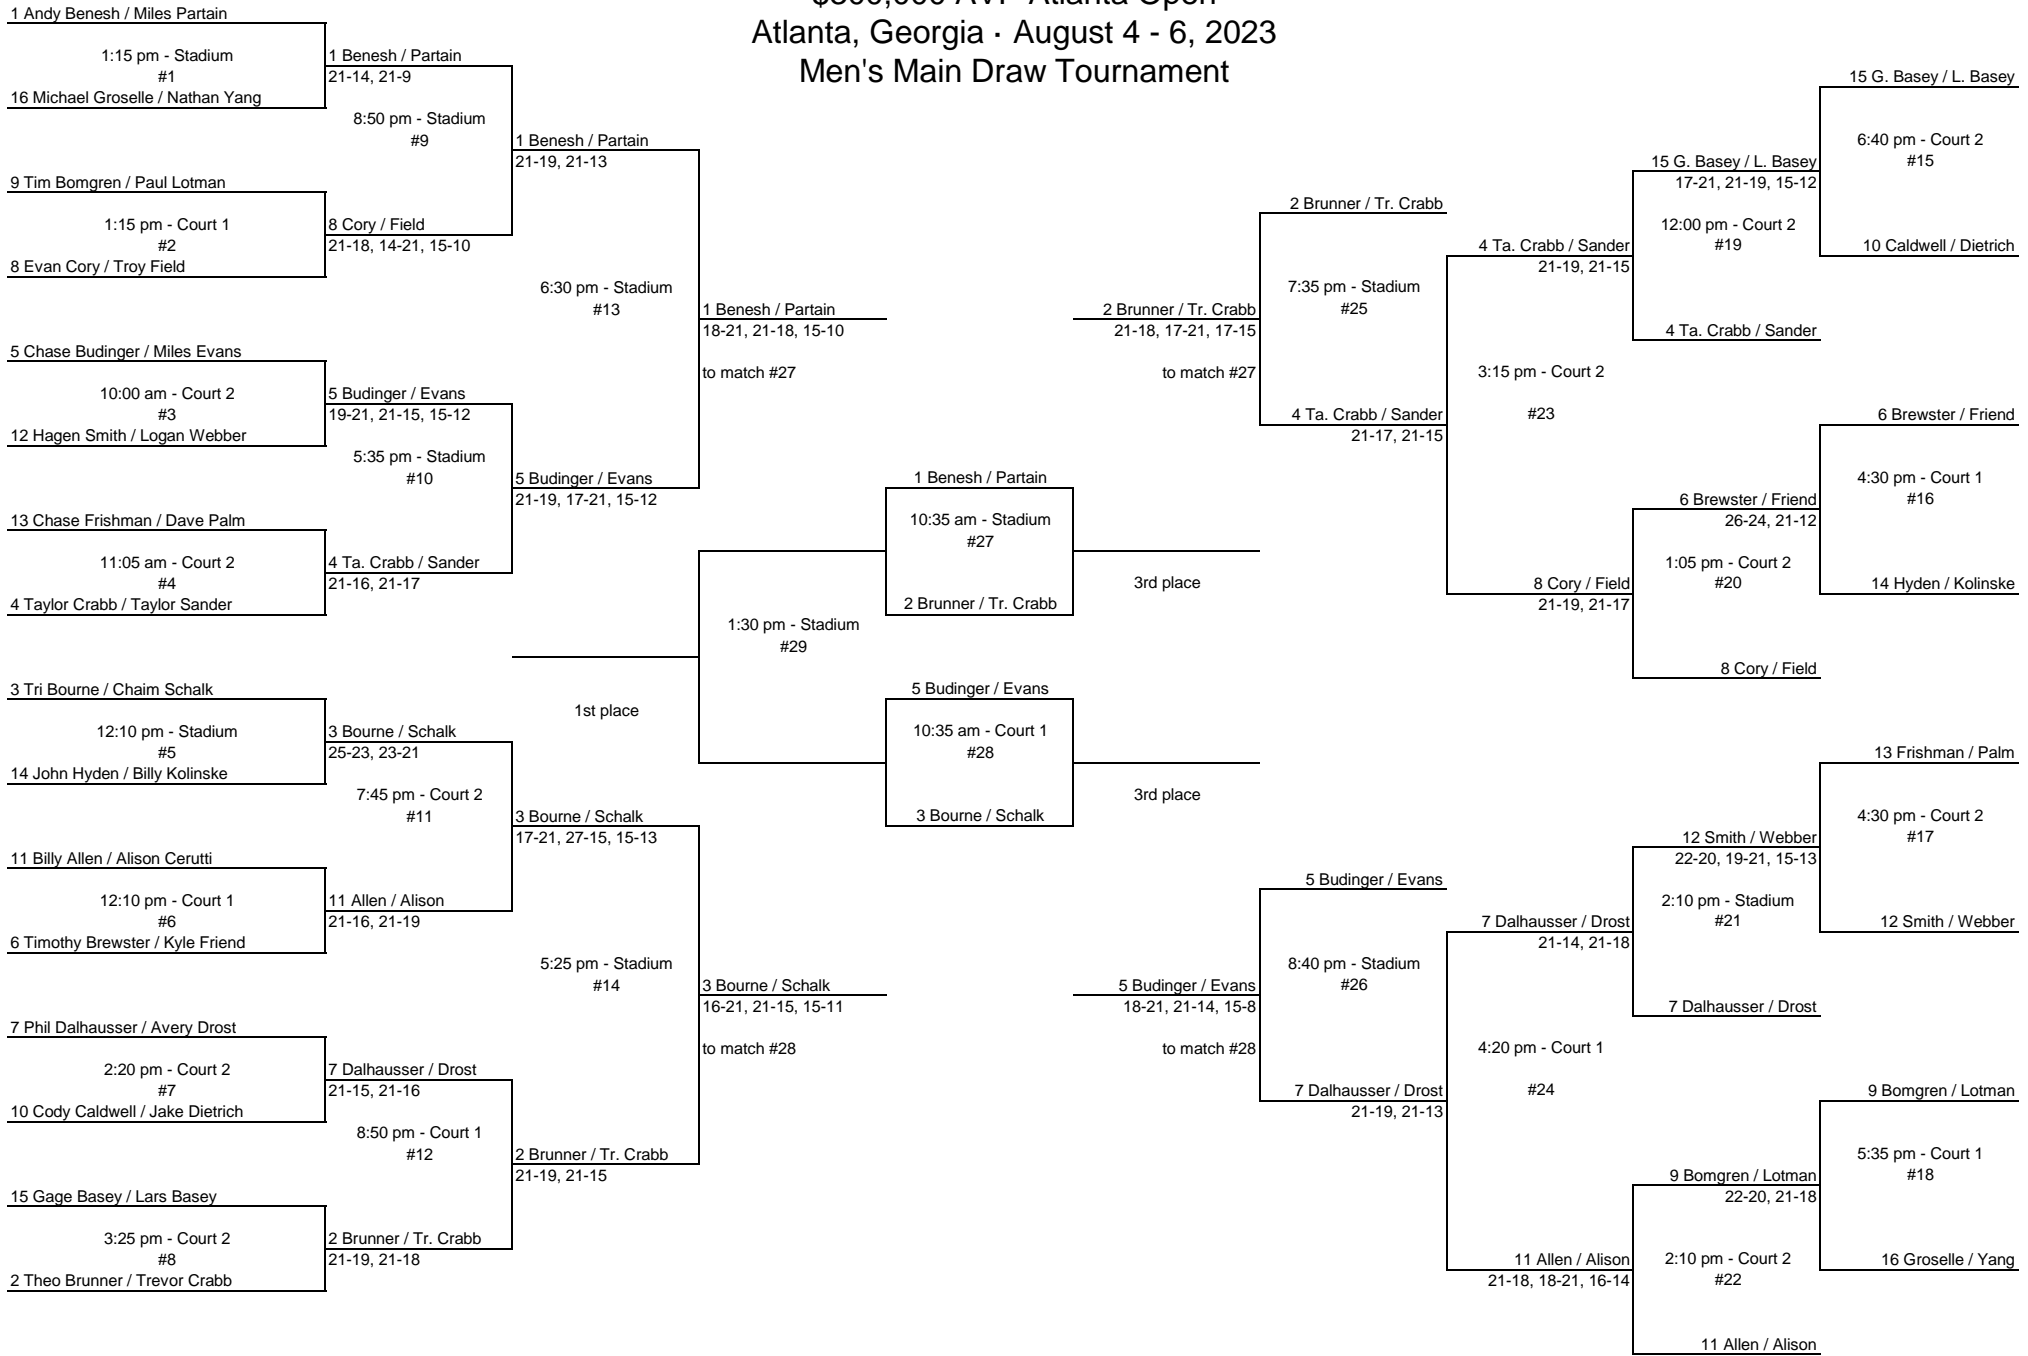 $300,000 AVP Atlanta Open
Atlanta, Georgia · August 4 - 6, 2023
Men's Main Draw Tournament
1 Andy Benesh / Miles Partain
1:15 pm - Stadium
#1
16 Michael Groselle / Nathan Yang
9 Tim Bomgren / Paul Lotman
1:15 pm - Court 1
#2
8 Evan Cory / Troy Field
5 Chase Budinger / Miles Evans
10:00 am - Court 2
#3
12 Hagen Smith / Logan Webber
13 Chase Frishman / Dave Palm
11:05 am - Court 2
#4
4 Taylor Crabb / Taylor Sander
3 Tri Bourne / Chaim Schalk
12:10 pm - Stadium
#5
14 John Hyden / Billy Kolinske
11 Billy Allen / Alison Cerutti
12:10 pm - Court 1
#6
6 Timothy Brewster / Kyle Friend
7 Phil Dalhausser / Avery Drost
2:20 pm - Court 2
#7
10 Cody Caldwell / Jake Dietrich
15 Gage Basey / Lars Basey
3:25 pm - Court 2
#8
2 Theo Brunner / Trevor Crabb
1 Benesh / Partain
21-14, 21-9
8:50 pm - Stadium
#9
8 Cory / Field
21-18, 14-21, 15-10
5 Budinger / Evans
19-21, 21-15, 15-12
5:35 pm - Stadium
#10
4 Ta. Crabb / Sander
21-16, 21-17
3 Bourne / Schalk
25-23, 23-21
7:45 pm - Court 2
#11
11 Allen / Alison
21-16, 21-19
7 Dalhausser / Drost
21-15, 21-16
8:50 pm - Court 1
#12
2 Brunner / Tr. Crabb
21-19, 21-18
1 Benesh / Partain
21-19, 21-13
6:30 pm - Stadium
#13
5 Budinger / Evans
21-19, 17-21, 15-12
3 Bourne / Schalk
17-21, 27-15, 15-13
5:25 pm - Stadium
#14
2 Brunner / Tr. Crabb
21-19, 21-15
1 Benesh / Partain
18-21, 21-18, 15-10
to match #27
3 Bourne / Schalk
16-21, 21-15, 15-11
to match #28
1st place
1:30 pm - Stadium
#29
1 Benesh / Partain
10:35 am - Stadium
#27
2 Brunner / Tr. Crabb
5 Budinger / Evans
10:35 am - Court 1
#28
3 Bourne / Schalk
3rd place
3rd place
2 Brunner / Tr. Crabb
21-18, 17-21, 17-15
to match #27
5 Budinger / Evans
18-21, 21-14, 15-8
to match #28
2 Brunner / Tr. Crabb
7:35 pm - Stadium
#25
4 Ta. Crabb / Sander
21-17, 21-15
5 Budinger / Evans
8:40 pm - Stadium
#26
7 Dalhausser / Drost
21-19, 21-13
4 Ta. Crabb / Sander
21-19, 21-15
3:15 pm - Court 2
#23
8 Cory / Field
21-19, 21-17
7 Dalhausser / Drost
21-14, 21-18
4:20 pm - Court 1
#24
11 Allen / Alison
21-18, 18-21, 16-14
15 G. Basey / L. Basey
17-21, 21-19, 15-12
12:00 pm - Court 2
#19
4 Ta. Crabb / Sander
6 Brewster / Friend
26-24, 21-12
1:05 pm - Court 2
#20
8 Cory / Field
12 Smith / Webber
22-20, 19-21, 15-13
2:10 pm - Stadium
#21
7 Dalhausser / Drost
9 Bomgren / Lotman
22-20, 21-18
2:10 pm - Court 2
#22
11 Allen / Alison
15 G. Basey / L. Basey
6:40 pm - Court 2
#15
10 Caldwell / Dietrich
6 Brewster / Friend
4:30 pm - Court 1
#16
14 Hyden / Kolinske
13 Frishman / Palm
4:30 pm - Court 2
#17
12 Smith / Webber
9 Bomgren / Lotman
5:35 pm - Court 1
#18
16 Groselle / Yang